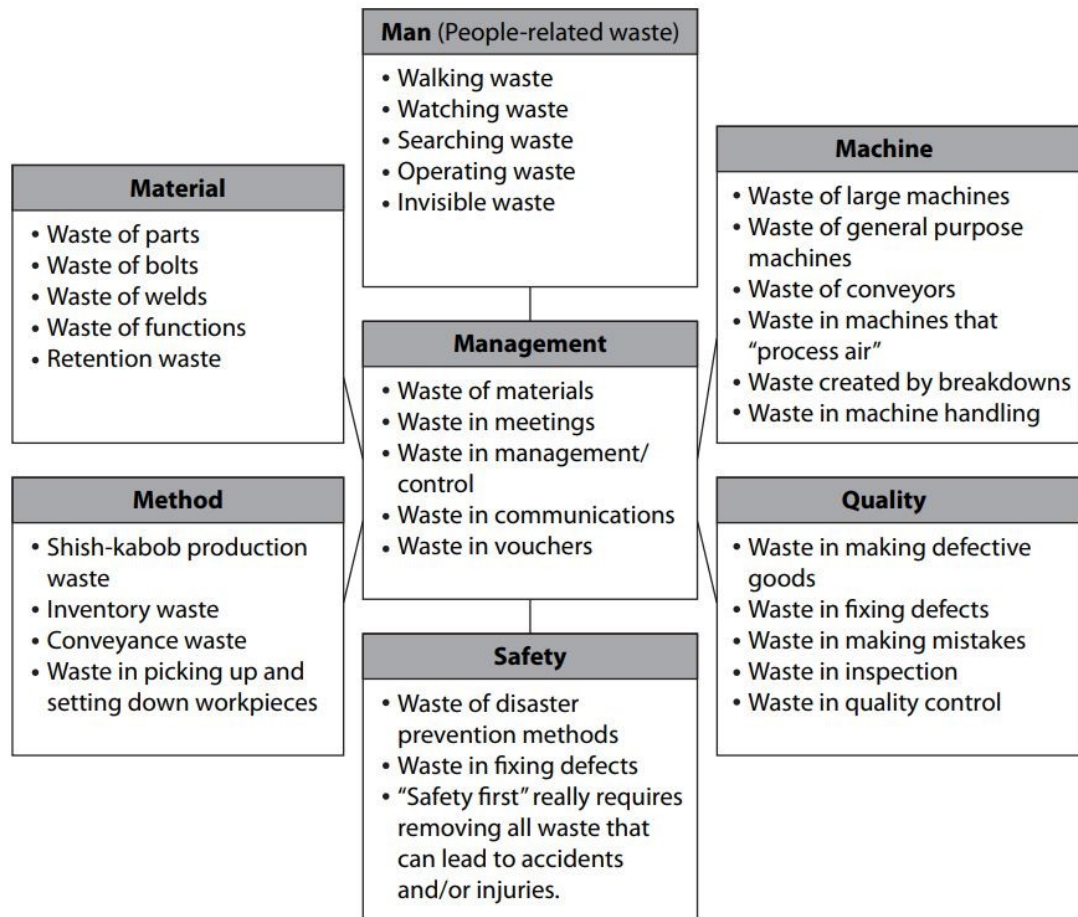 Man (People-related waste)
• Walking waste
• Watching waste
• Searching waste
• Operating waste
• Invisible waste
Material
• Waste of parts
• Waste of bolts
• Waste of welds
• Waste of functions
• Retention waste
Machine
• Waste of large machines
• Waste of general purpose
machines
• Waste of conveyors
• Waste in machines that
“process air”
• Waste created by breakdowns
• Waste in machine handling
Management
• Waste of materials
• Waste in meetings
• Waste in management/
control
• Waste in communications
• Waste in vouchers
Method
• Shish-kabob production
waste
• Inventory waste
• Conveyance waste
• Waste in picking up and
setting down workpieces
Quality
• Waste in making defective
goods
• Waste in fixing defects
• Waste in making mistakes
• Waste in inspection
• Waste in quality control
Safety
• Waste of disaster
prevention methods
• Waste in fixing defects
• “Safety first” really requires
removing all waste that
can lead to accidents
and/or injuries.